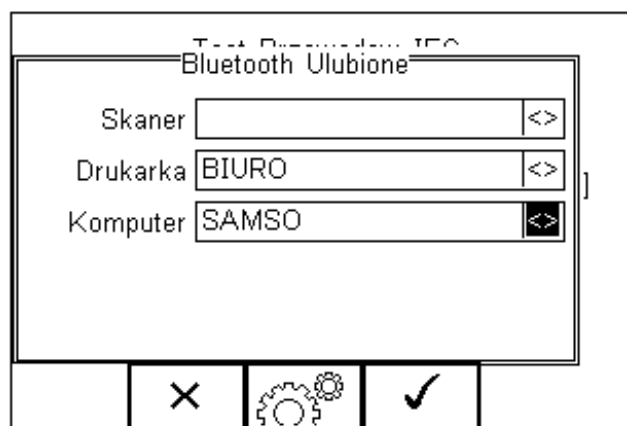 Bluetooth Ulubione
Skaner <>
Drukarka BIURO <>
Komputer SAMSO <>